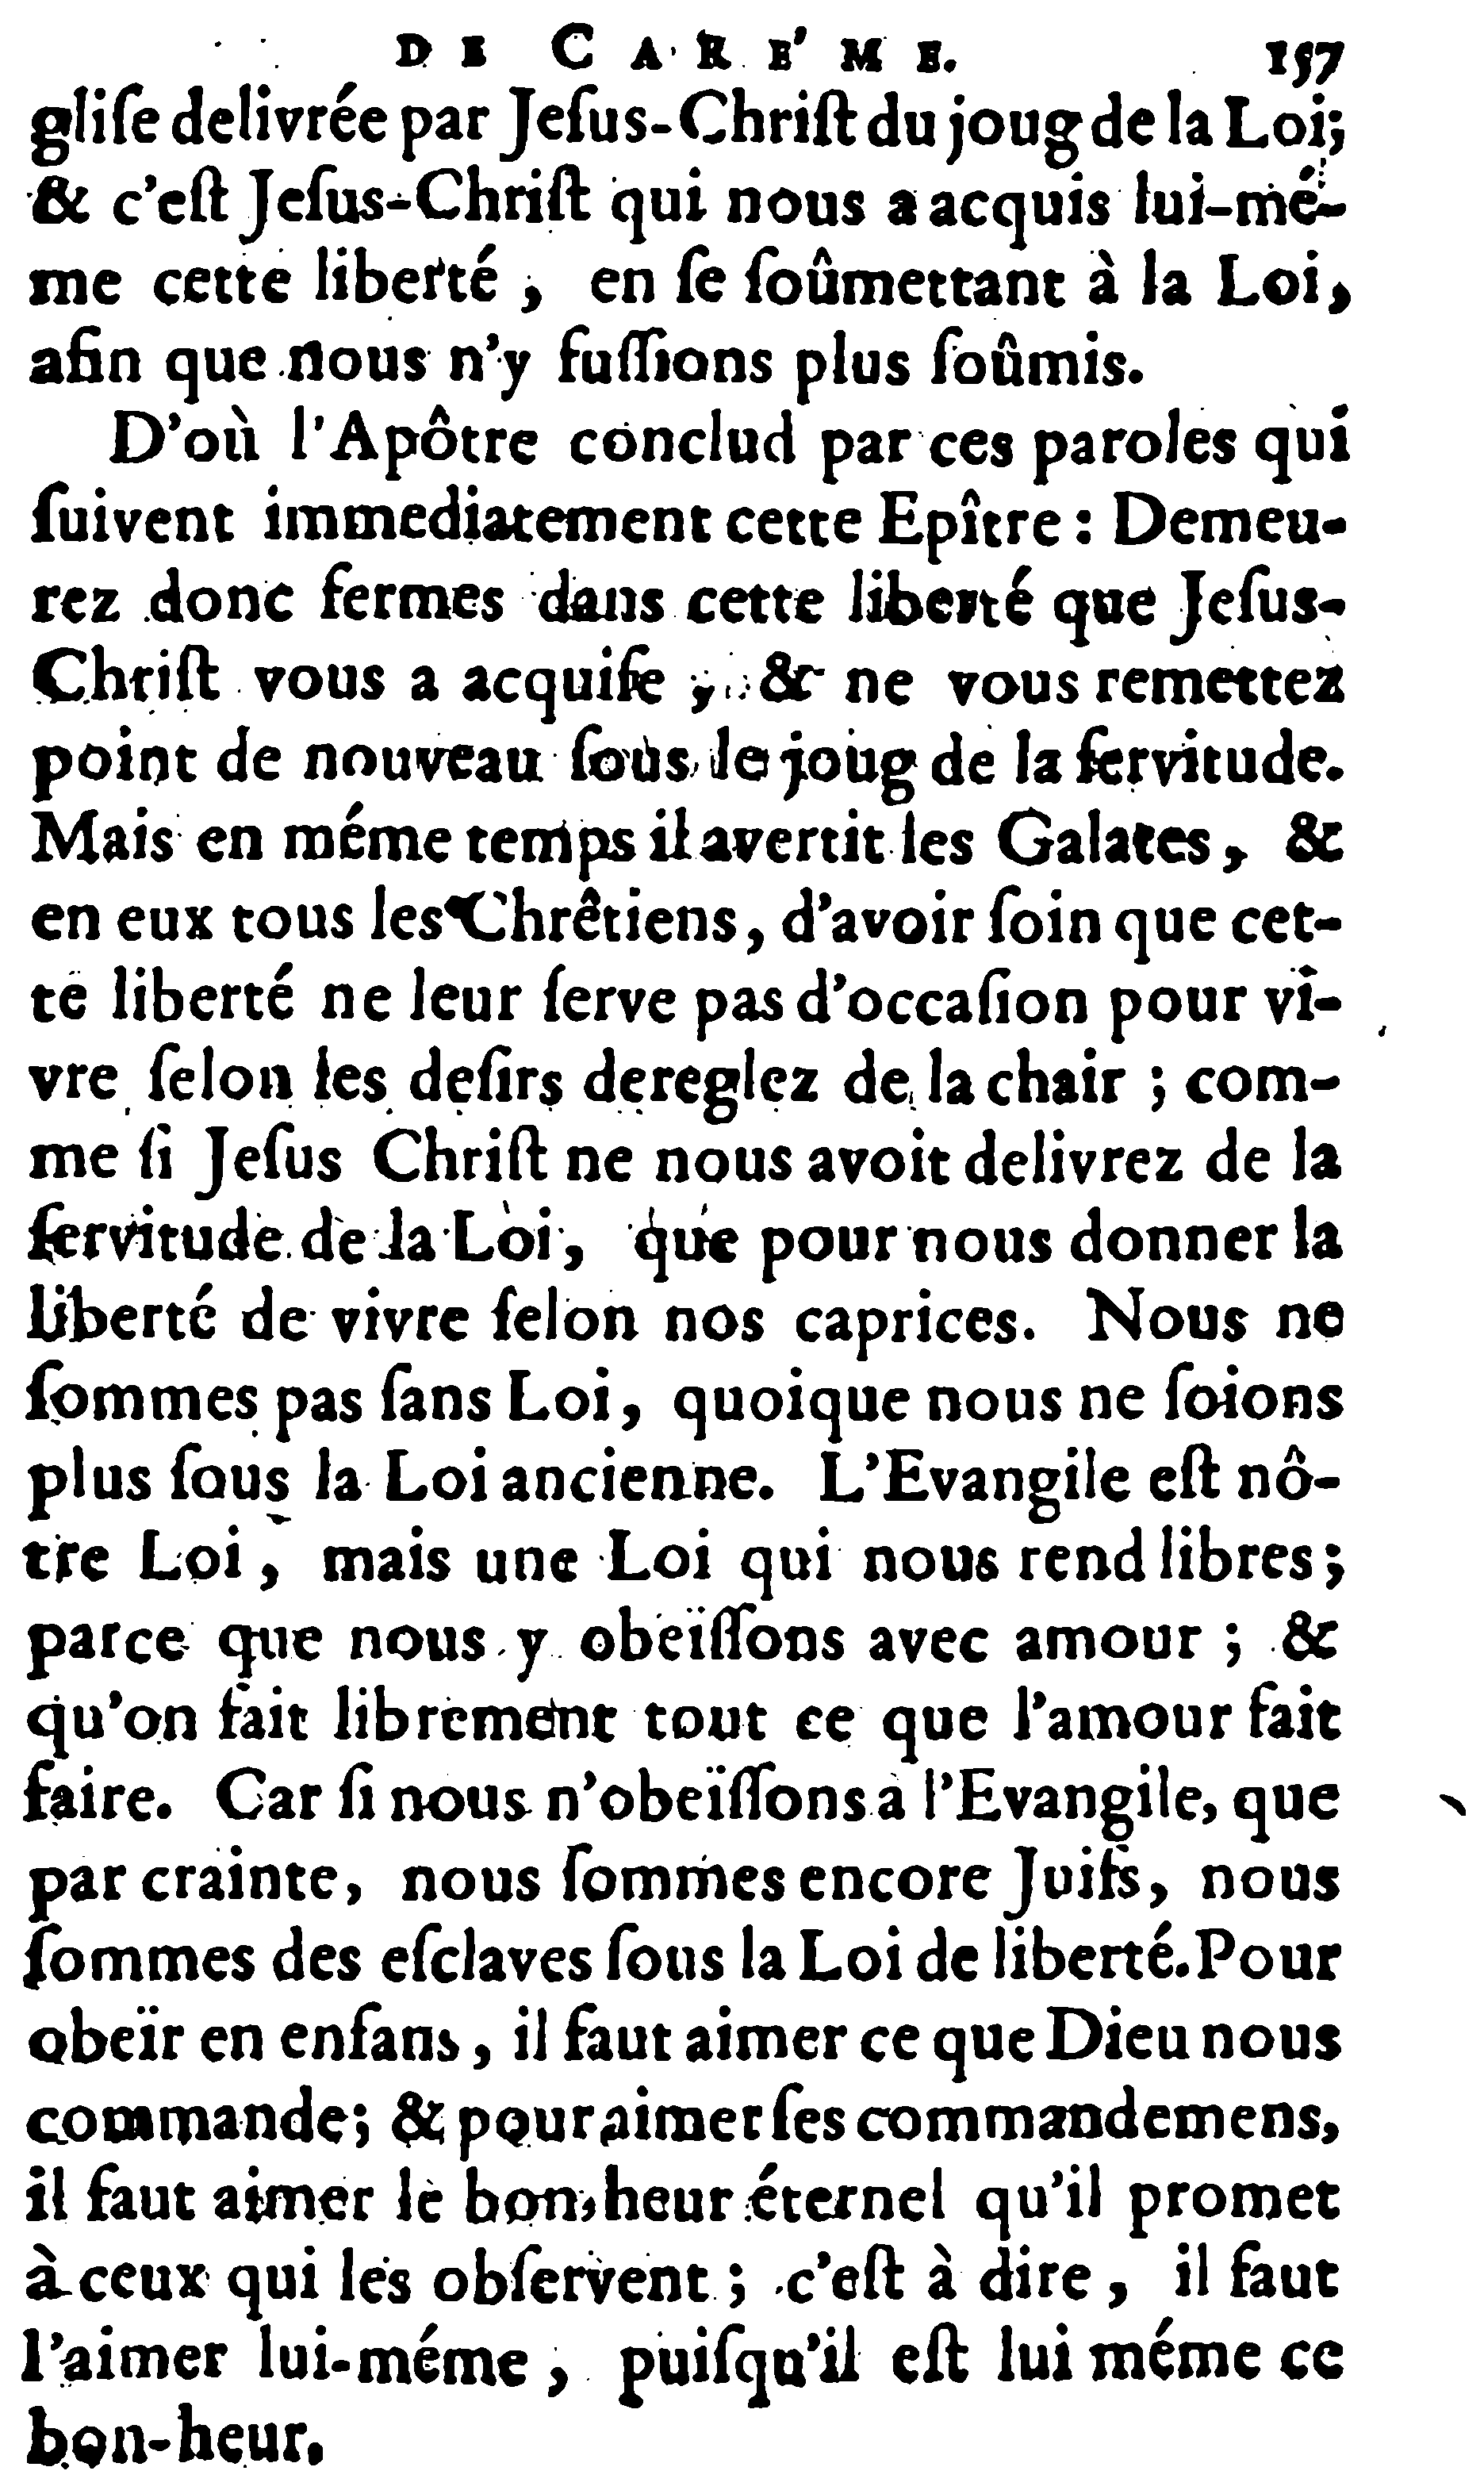 DE CARE'ME. 157
gliſe delivrée par Jeſus-Chriſt du joug de la Loi;
& c'eſt Jeſus-Chriſt qui nous a acquis lui-mé-
me cette liberté, en ſe ſoûmettant à la Loi,
afin que nous n'y fuſſions plus ſoûmis.
D'où l'Apôtre conclud par ces paroles qui
ſuivent immediatement cette Epître : Demeu-
rez donc fermes dans cette liberté que Jeſus-
Chriſt vous a acquiſe, & ne vous remettez
point de nouveau ſous le joug de la ſervitude.
Mais en méme temps il avertit les Galates, &
en eux tous les Chrêtiens, d'avoir ſoin que cet-
te liberté ne leur ſerve pas d'occaſion pour vi-
vre ſelon les deſirs dereglez de la chair ; com-
me ſi Jeſus Chriſt ne nous avoit delivrez de la
ſervitude de la Loi, que pour nous donner la
liberté de vivre ſelon nos caprices. Nous ne
ſommes pas ſans Loi, quoique nous ne ſoions
plus ſous la Loi ancienne. L'Evangile eſt nô-
tre Loi, mais une Loi qui nous rend libres;
parce que nous y obeïſſons avec amour ; &
qu'on fait librement tout ce que l'amour fait
faire. Car ſi nous n'obeïſſons à l'Evangile, que
par crainte, nous ſommes encore Juifs, nous
ſommes des eſclaves ſous la Loi de liberté. Pour
obeïr en enfans, il faut aimer ce que Dieu nous
commande; & pour aimer ſes commandemens,
il faut aimer le bon-heur éternel qu'il promet
à ceux qui les obſervent ; c'eſt à dire, il faut
l'aimer lui-méme, puiſqu'il eſt lui méme ce
bon-heur.